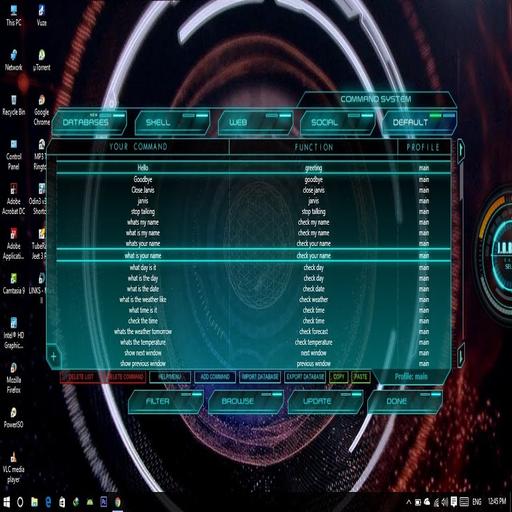 This PC
Vuze
Network
uTorrent
Recycle Bin
Google Chrome
Control Panel
MP3
Adobe Acrobat DC
Odin3
Adobe
Camtasia 9
LINKS
Intel® HD Graphic...
Mozilla Firefox
PowerISO
VLC media player
COMMAND SYSTEM
NEW
DATABASES
SHELL
WEB
SOCIAL
DEFAULT
YOUR COMMAND FUNCTION PROFILE
Hello greeting main
Goodbye goodbye main
Close Jarvis close jarvis main
jarvis jarvis main
stop talking stop talking main
whats my name check my name main
what is my name check my name main
whats your name check your name main
what is your name check your name main
what day is it check day main
what is the day check day main
what is the date check date main
what is the weather like check weather main
what time is it check time main
check the time check time main
whats the weather tomorrow check forecast main
whats the temperature check temperature main
show next window next window main
show previous window previous window main
DELETE LIST
DELETE COMMAND
HELP/MENU
ADD COMMAND
IMPORT DATABASE
EXPORT DATABASE
COPY
PASTE
Profile: main
FILTER
BROWSE
UPDATE
DONE
ENG
12:45 PM